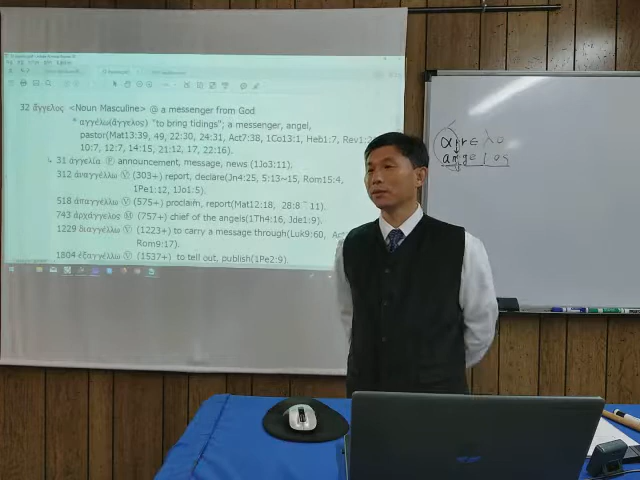 32 ἄγγελος <Noun Masculine> @ a messenger from God
* αγγέλω(ἄγγελος) "to bring tidings"; a messenger, angel,
pastor(Mat13:39, 49, 22:30, 24:31, Act7:38, 1Co13:1, Heb1:7, Rev1:2
10:7, 12:7, 14:15, 21:12, 17, 22:16).
31 ἀγγελία Ⓕ announcement, message, news (1Jo3:11).
312 ἀναγγέλλω Ⓥ (303+) report, declare(Jn4:25, 5:13~15, Rom15:4,
1Pe1:12, 1Jo1:5).
518 ἀπαγγέλλω Ⓥ (575+) proclaim, report(Mat12:18, 28:8~11).
743 ἀρχάγγελος Ⓜ (757+) chief of the angels(1Th4:16, Jde1:9).
1229 διαγγέλλω Ⓥ (1223+) to carry a message through(Luk9:60,
Rom9:17).
1804 ἐξαγγέλλω Ⓥ (1537+) to tell out, publish(1Pe2:9).
angelos